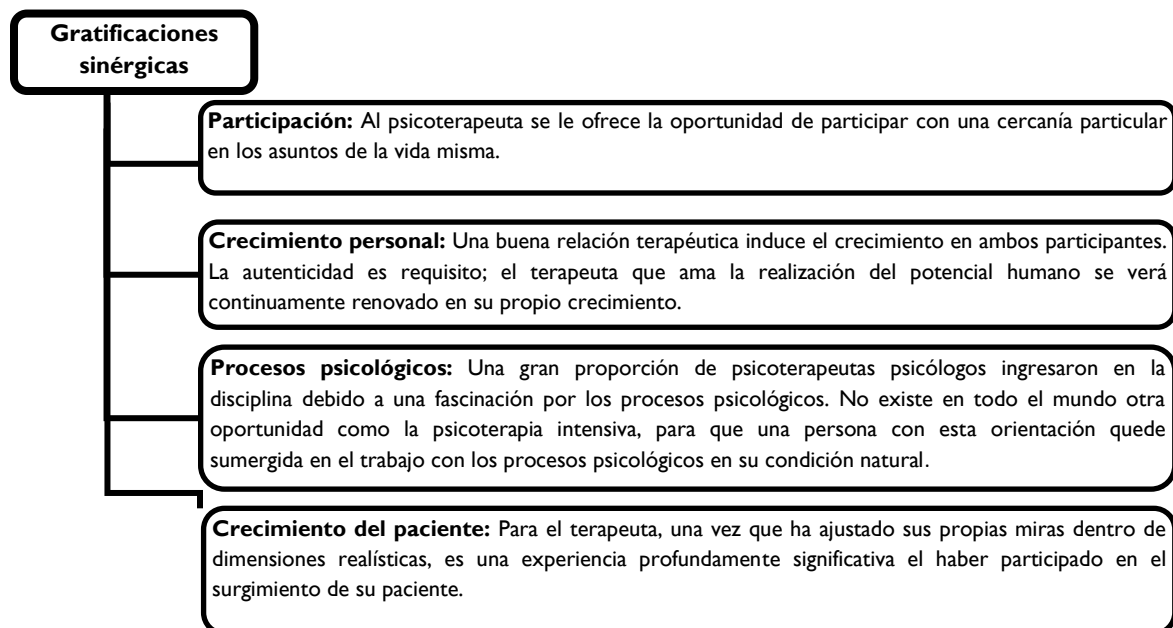 Gratificaciones
sinérgicas
Participación: Al psicoterapeuta se le ofrece la oportunidad de participar con una cercanía particular
en los asuntos de la vida misma.
Crecimiento personal: Una buena relación terapéutica induce el crecimiento en ambos participantes.
La autenticidad es requisito; el terapeuta que ama la realización del potencial humano se verá
continuamente renovado en su propio crecimiento.
Procesos psicológicos: Una gran proporción de psicoterapeutas psicólogos ingresaron en la
disciplina debido a una fascinación por los procesos psicológicos. No existe en todo el mundo otra
oportunidad como la psicoterapia intensiva, para que una persona con esta orientación quede
sumergida en el trabajo con los procesos psicológicos en su condición natural.
Crecimiento del paciente: Para el terapeuta, una vez que ha ajustado sus propias miras dentro de
dimensiones realísticas, es una experiencia profundamente significativa el haber participado en el
surgimiento de su paciente.